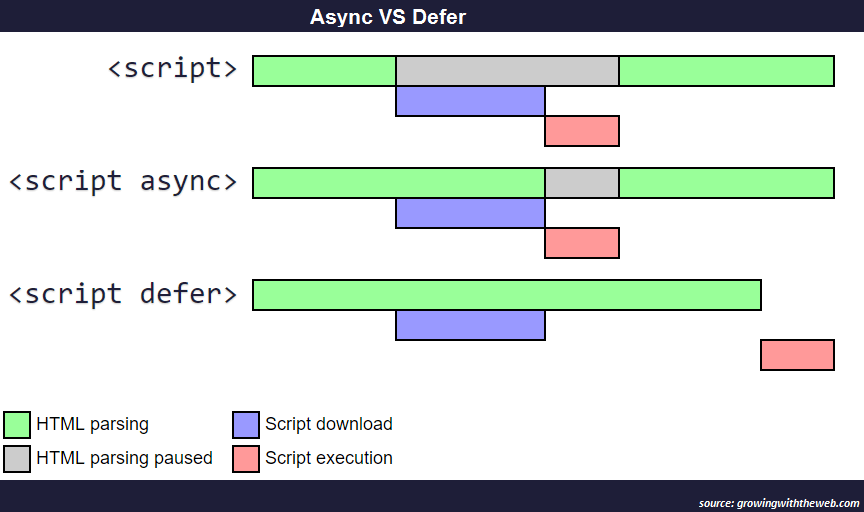 Async VS Defer
<script>
<script async>
<script defer>
HTML parsing
Script download
HTML parsing paused
Script execution
source: growingwiththeweb.com